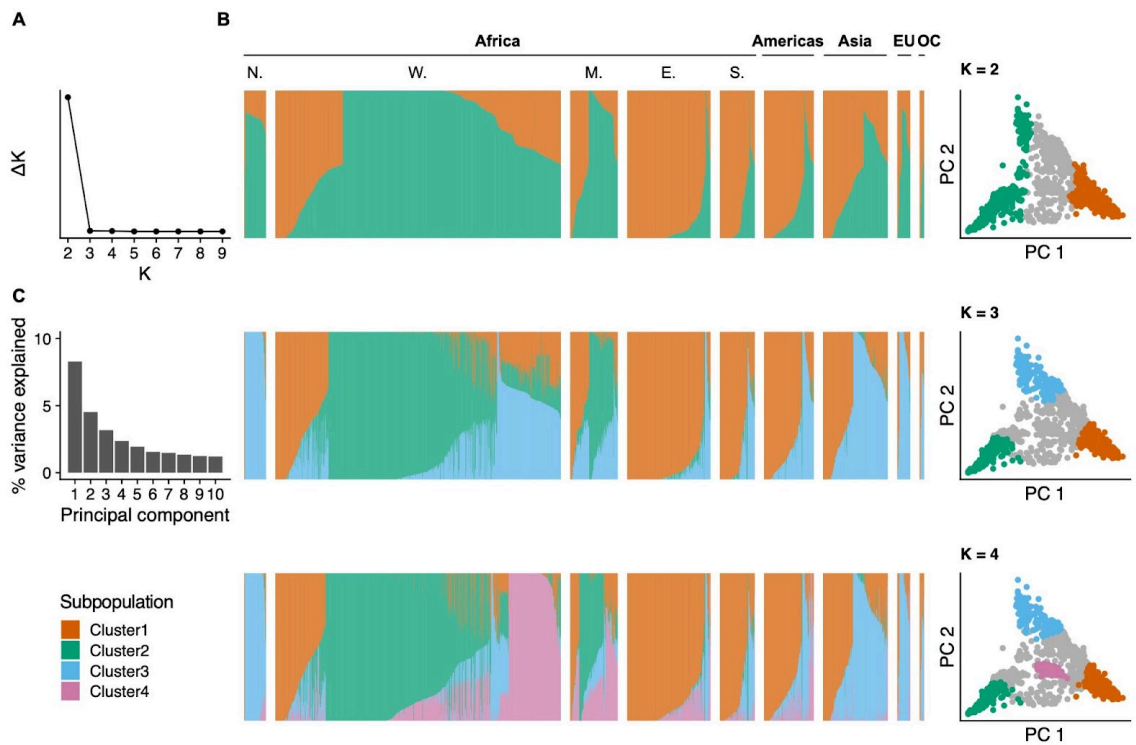 A
ΔK
2 3 4 5 6 7 8 9
K
B
Africa
Americas
Asia
EU
OC
N.
W.
M.
E.
S.
K = 2
PC 2
PC 1
C
% variance explained
10
5
0
1 2 3 4 5 6 7 8 9 10
Principal component
K = 3
PC 2
PC 1
Subpopulation
Cluster1
Cluster2
Cluster3
Cluster4
K = 4
PC 2
PC 1